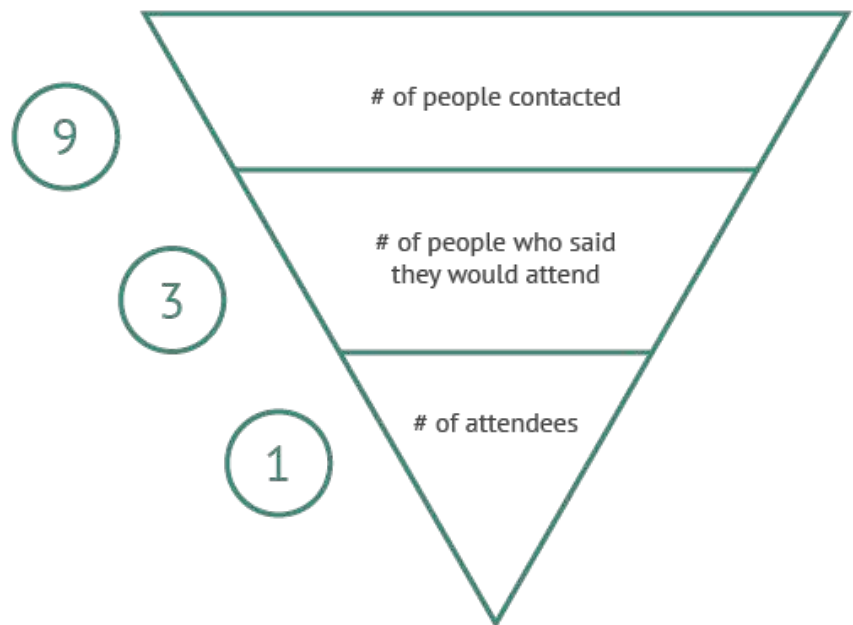 # of people contacted
9
# of people who said
they would attend
3
# of attendees
1